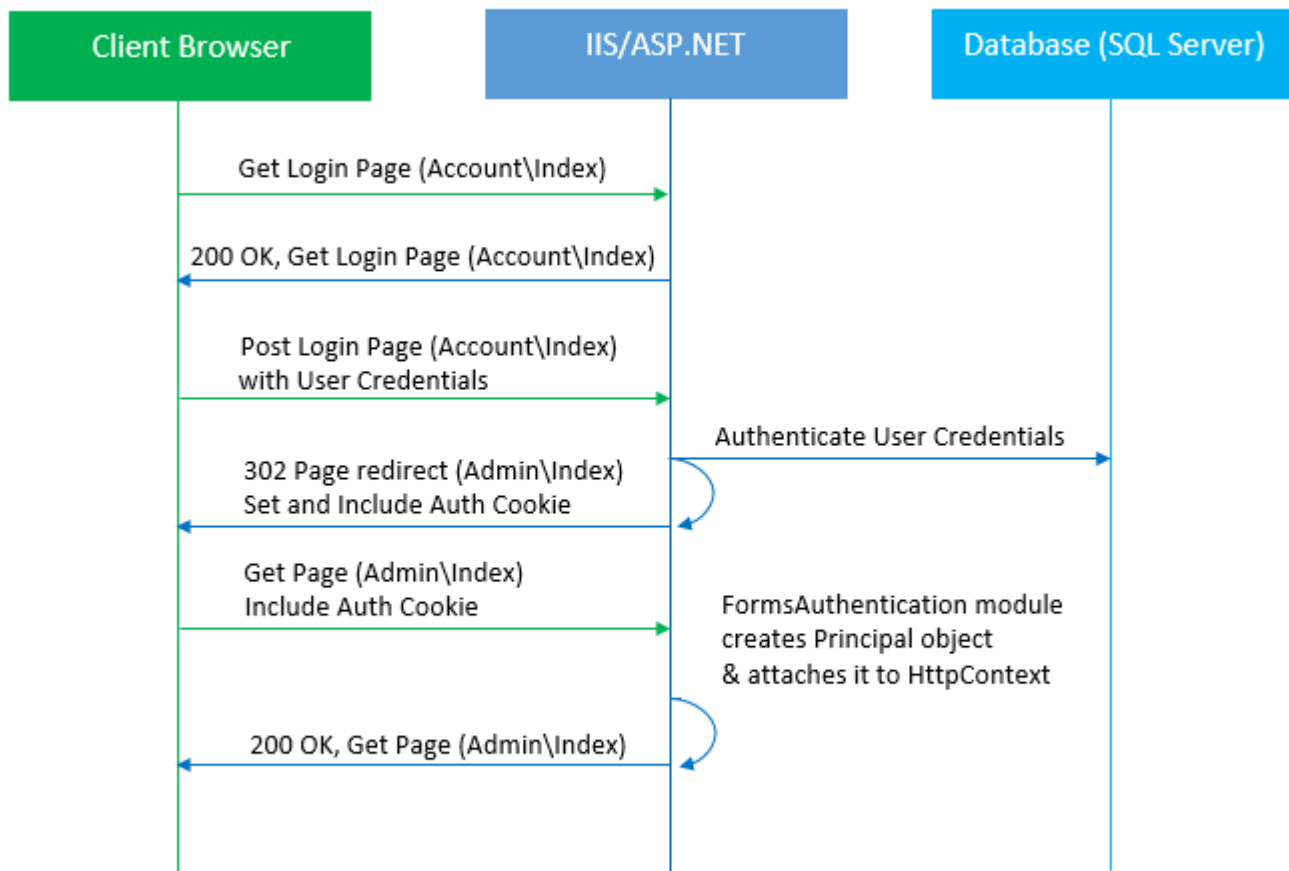 Client Browser
IIS/ASP.NET
Database (SQL Server)
Get Login Page (Account\Index)
200 OK, Get Login Page (Account\Index)
Post Login Page (Account\Index)
with User Credentials
Authenticate User Credentials
302 Page redirect (Admin\Index)
Set and Include Auth Cookie
Get Page (Admin\Index)
Include Auth Cookie
FormsAuthentication module
creates Principal object
& attaches it to HttpContext
200 OK, Get Page (Admin\Index)